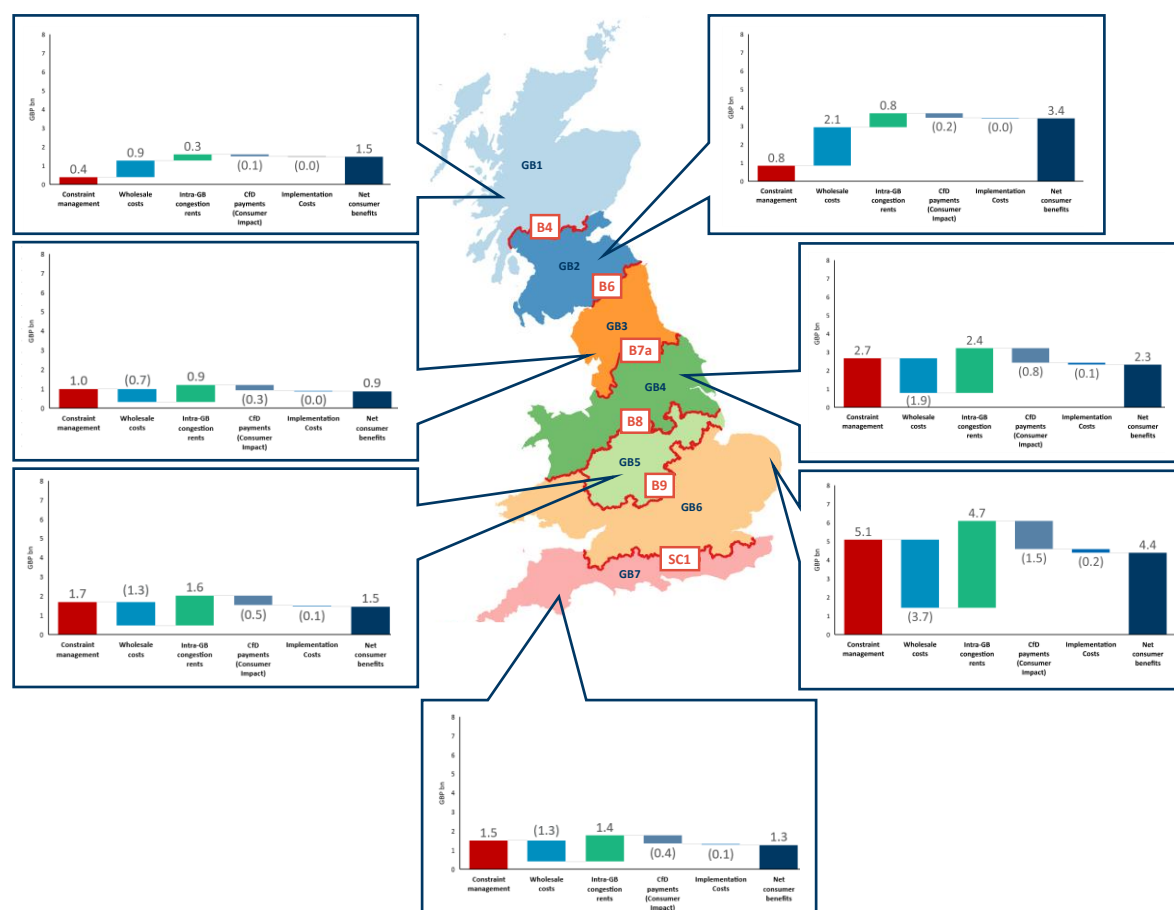 8
7
6
5
4
3
2
1
0
GBP bn
0.4
0.9
0.3
(0.1)
(0.0)
1.5
Constraint
management
Wholesale
costs
Intra-GB
congestion
rents
CfD
payments
(Consumer
Impact)
Implementation
Costs
Net
consumer
benefits
8
7
6
5
4
3
2
1
0
GBP bn
0.8
2.1
0.8
(0.2)
(0.0)
3.4
Constraint
management
Wholesale
costs
Intra-GB
congestion
rents
CfD
payments
(Consumer
Impact)
Implementation
Costs
Net
consumer
benefits
GB1
B4
GB2
B6
GB3
B7a
GB4
B8
GB5
B9
GB6
SC1
GB7
8
7
6
5
4
3
2
1
0
GBP bn
1.0
(0.7)
0.9
(0.3)
(0.0)
0.9
Constraint
management
Wholesale
costs
Intra-GB
congestion
rents
CfD
payments
(Consumer
Impact)
Implementation
Costs
Net
consumer
benefits
8
7
6
5
4
3
2
1
0
GBP bn
2.7
(1.9)
2.4
(0.8)
(0.1)
2.3
Constraint
management
Wholesale
costs
Intra-GB
congestion
rents
CfD
payments
(Consumer
Impact)
Implementation
Costs
Net
consumer
benefits
8
7
6
5
4
3
2
1
0
GBP bn
1.7
(1.3)
1.6
(0.5)
(0.1)
1.5
Constraint
management
Wholesale
costs
Intra-GB
congestion
rents
CfD
payments
(Consumer
Impact)
Implementation
Costs
Net
consumer
benefits
8
7
6
5
4
3
2
1
0
GBP bn
5.1
(3.7)
4.7
(1.5)
(0.2)
4.4
Constraint
management
Wholesale
costs
Intra-GB
congestion
rents
CfD
payments
(Consumer
Impact)
Implementation
Costs
Net
consumer
benefits
8
7
6
5
4
3
2
1
0
GBP bn
1.5
(1.3)
1.4
(0.4)
(0.1)
1.3
Constraint
management
Wholesale
costs
Intra-GB
congestion
rents
CfD
payments
(Consumer
Impact)
Implementation
Costs
Net
consumer
benefits